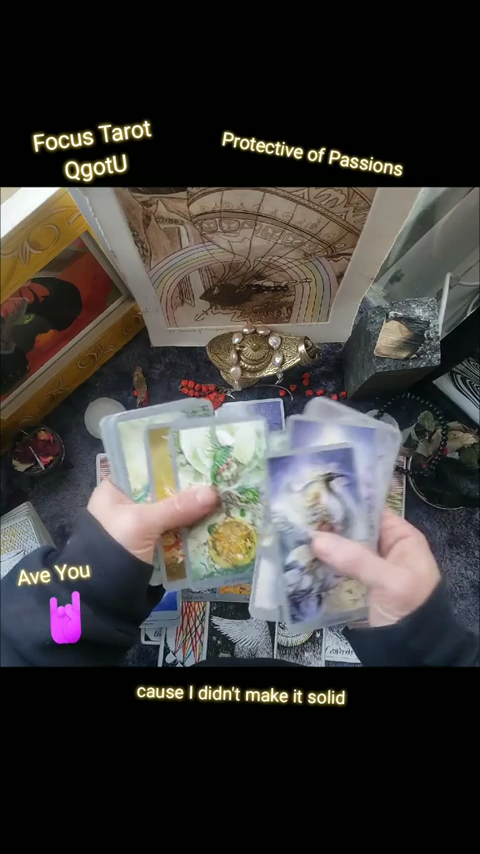 Focus Tarot
QgotU
Protective of Passions
Ave You
cause I didn't make it solid